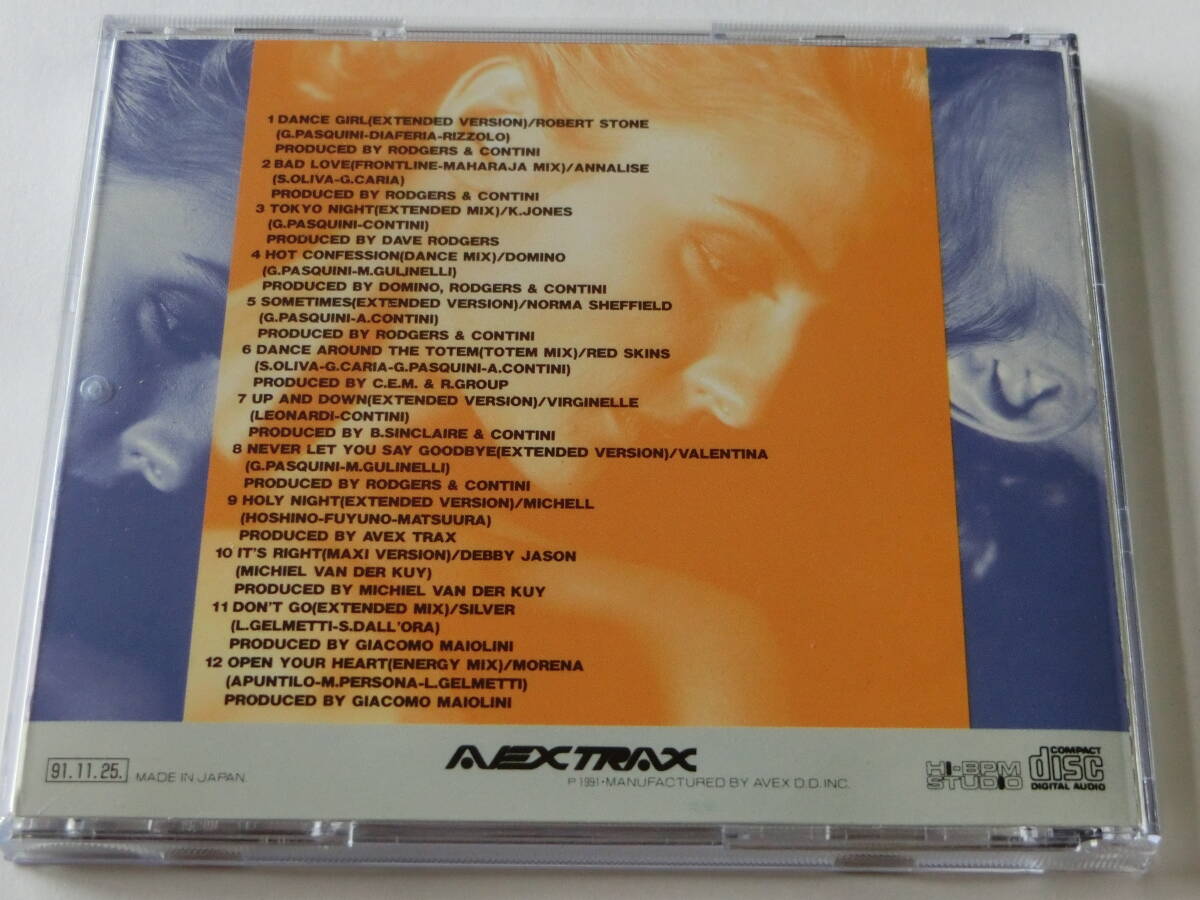 1 DANCE GIRL(EXTENDED VERSION)/ROBERT STONE
(G.PASQUINI-DIAFERIA-RIZZOLO)
PRODUCED BY RODGERS & CONTINI
2 BAD LOVE(FRONTLINE-MAHARAJA MIX)/ANNALISE
(S.OLIVA-G.CARIA)
PRODUCED BY RODGERS & CONTINI
3 TOKYO NIGHT(EXTENDED MIX)/K.JONES
(G.PASQUINI-CONTINI)
PRODUCED BY DAVE RODGERS
4 HOT CONFESSION(DANCE MIX)/DOMINO
(G.PASQUINI-M.GULINELLI)
PRODUCED BY DOMINO, RODGERS & CONTINI
5 SOMETIMES(EXTENDED VERSION)/NORMA SHEFFIELD
(G.PASQUINI-A.CONTINI)
PRODUCED BY RODGERS & CONTINI
6 DANCE AROUND THE TOTEM(TOTEM MIX)/RED SKINS
(S.OLIVA-G.CARIA-G.PASQUINI-A.CONTINI)
PRODUCED BY C.E.M. & R.GROUP
7 UP AND DOWN(EXTENDED VERSION)/VIRGINELLE
(LEONARDI-CONTINI)
PRODUCED BY B.SINCLAIRE & CONTINI
8 NEVER LET YOU SAY GOODBYE(EXTENDED VERSION)/VALENTINA
(G.PASQUINI-M.GULINELLI)
PRODUCED BY RODGERS & CONTINI
9 HOLY NIGHT(EXTENDED VERSION)/MICHELL
(HOSHINO-FUYUNO-MATSUURA)
PRODUCED BY AVEX TRAX
10 IT'S RIGHT(MAXI VERSION)/DEBBY JASON
(MICHIEL VAN DER KUY)
PRODUCED BY MICHIEL VAN DER KUY
11 DON'T GO(EXTENDED MIX)/SILVER
(L.GELMETTI-S.DALL'ORA)
PRODUCED BY GIACOMO MAIOLINI
12 OPEN YOUR HEART(ENERGY MIX)/MORENA
(APUNTILO-M.PERSONA-L.GELMETTI)
PRODUCED BY GIACOMO MAIOLINI
91.11.25. MADE IN JAPAN.
AVEX TRAX
P 1991•MANUFACTURED BY AVEX D.D. INC.
HI-BPM
STUDIO
COMPACT
disc
DIGITAL AUDIO